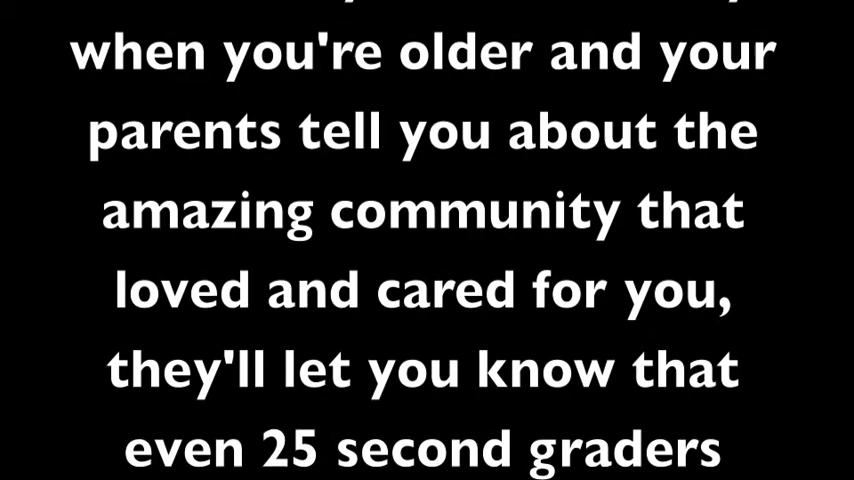 when you're older and your
parents tell you about the
amazing community that
loved and cared for you,
they'll let you know that
even 25 second graders